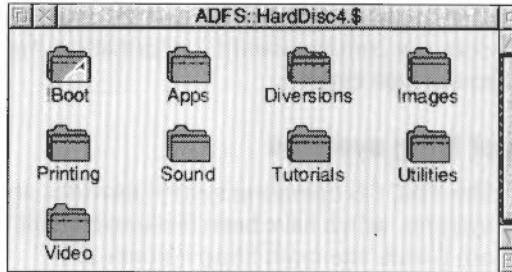 ADFS::HardDisc4.$
!Boot Apps Diversions Images
Printing Sound Tutorials Utilities
Video